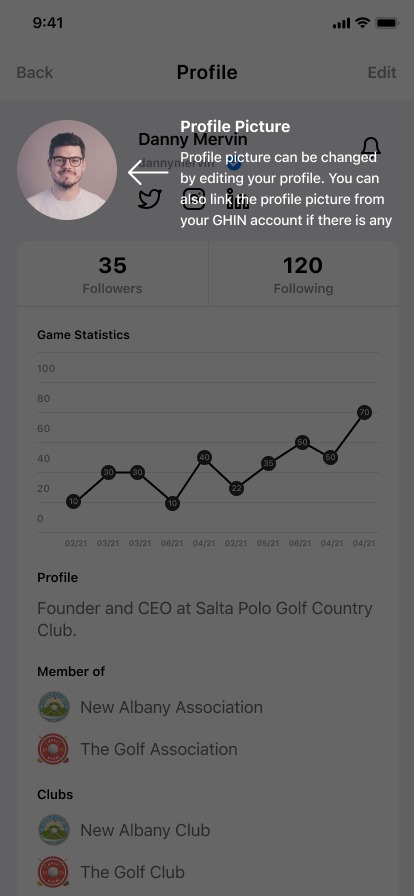 9:41
Back Profile Edit
Danny Mervin
dannymervin
Profile Picture
Profile picture can be changed
by editing your profile. You can
also link the profile picture from
your GHIN account if there is any
35 120
Followers Following
Game Statistics
100
80
60
40
20
0
10 30 30 10 40 22 35 50 50 70
02/21 03/21 03/21 06/21 04/21 02/21 05/21 06/21 04/21 04/21
Profile
Founder and CEO at Salta Polo Golf Country
Club.
Member of
New Albany Association
The Golf Association
Clubs
New Albany Club
The Golf Club